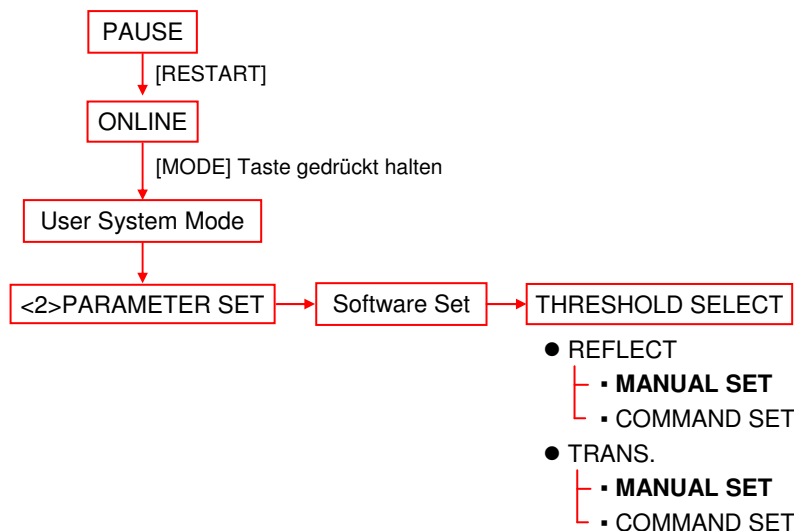 PAUSE
[RESTART]
ONLINE
[MODE] Taste gedrückt halten
User System Mode
<2>PARAMETER SET
Software Set
THRESHOLD SELECT
● REFLECT
▪ MANUAL SET
▪ COMMAND SET
● TRANS.
▪ MANUAL SET
▪ COMMAND SET